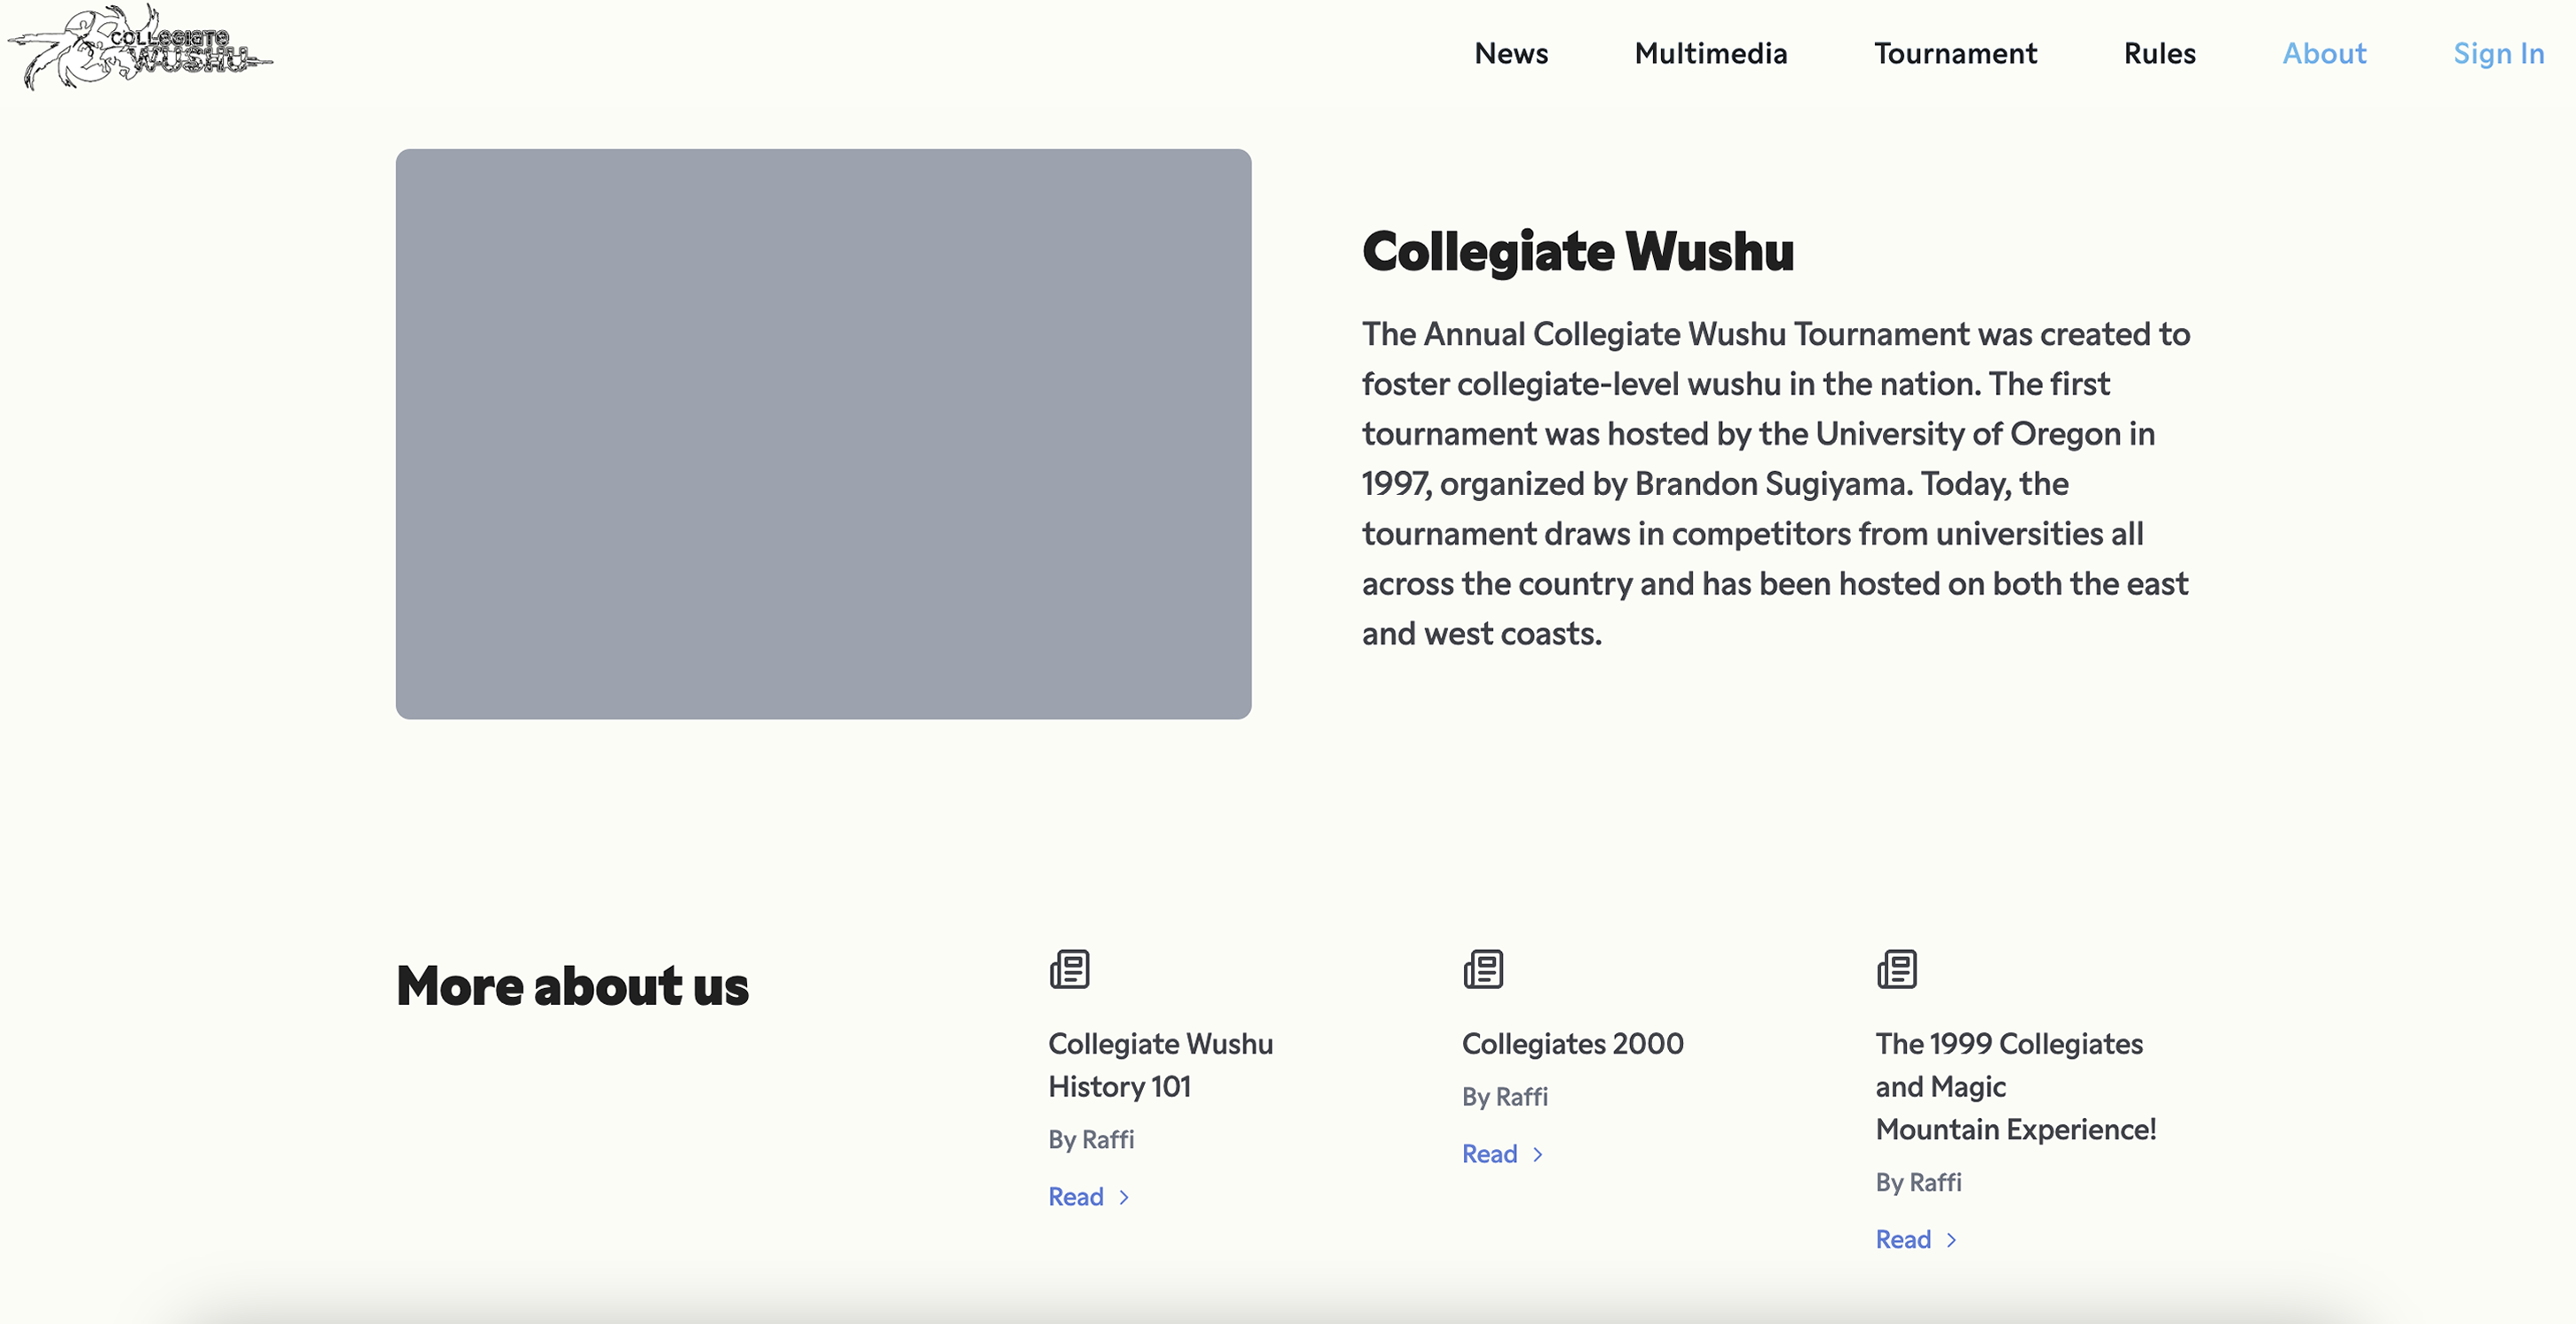 COLLEGIATE
WUSHU
News Multimedia Tournament Rules About Sign In
Collegiate Wushu
The Annual Collegiate Wushu Tournament was created to
foster collegiate-level wushu in the nation. The first
tournament was hosted by the University of Oregon in
1997, organized by Brandon Sugiyama. Today, the
tournament draws in competitors from universities all
across the country and has been hosted on both the east
and west coasts.
More about us
Collegiate Wushu
History 101
By Raffi
Read
Collegiates 2000
By Raffi
Read
The 1999 Collegiates
and Magic
Mountain Experience!
By Raffi
Read